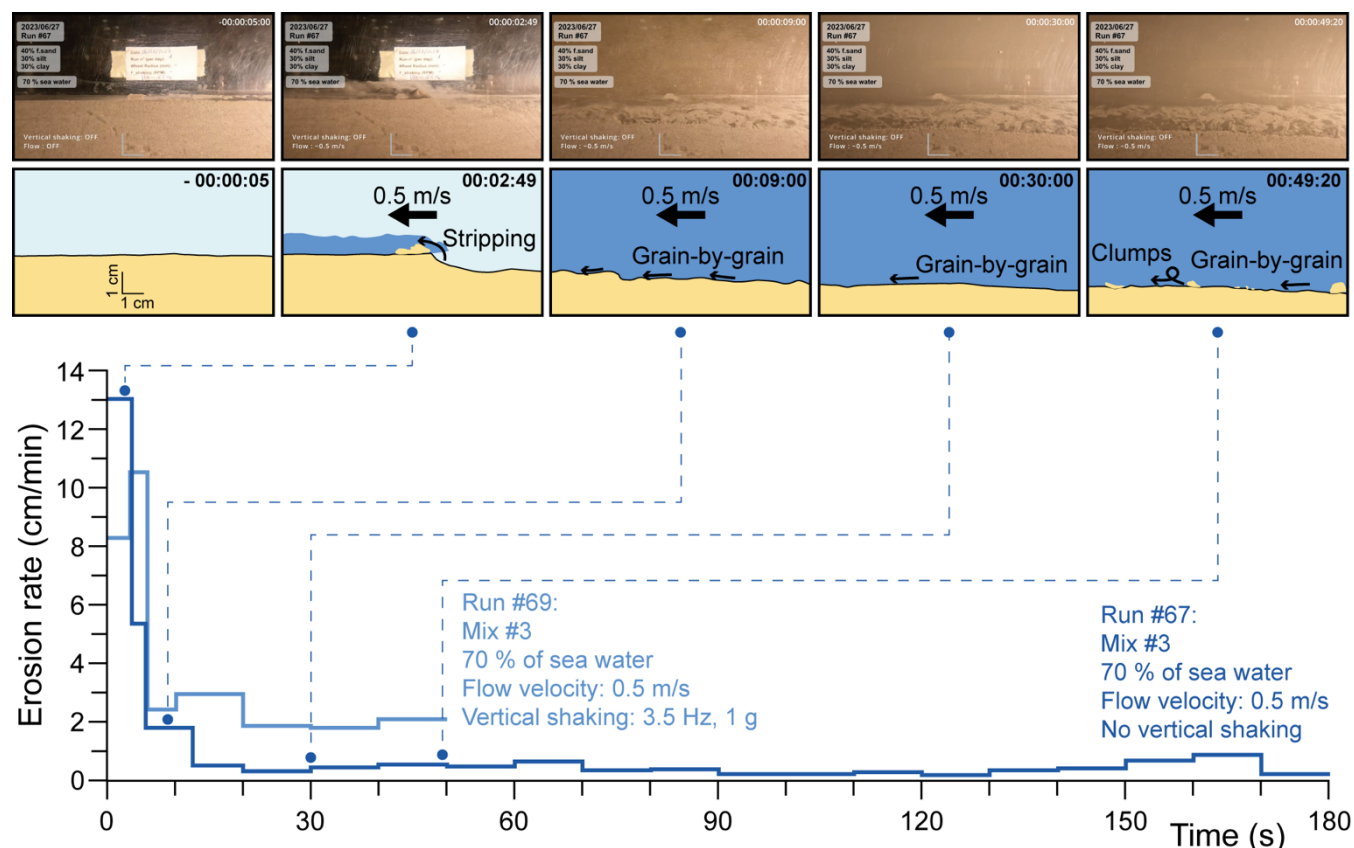 2023/06/27
Run #67
40% f.sand
30% silt
30% clay
70 % sea water
Vertical shaking: OFF
Flow : OFF
-00:00:05:00
2023/06/27
Run #67
40% f.sand
30% silt
30% clay
70 % sea water
Vertical shaking: OFF
Flow : ~0.5 m/s
00:00:02:49
2023/06/27
Run #67
40% f.sand
30% silt
30% clay
70 % sea water
Vertical shaking: OFF
Flow : ~0.5 m/s
00:00:09:00
2023/06/27
Run #67
40% f.sand
30% silt
30% clay
70 % sea water
Vertical shaking: OFF
Flow : ~0.5 m/s
00:00:30:00
2023/06/27
Run #67
40% f.sand
30% silt
30% clay
70 % sea water
Vertical shaking: OFF
Flow : ~0.5 m/s
00:00:49:20
- 00:00:05
1 cm
1 cm
00:02:49
0.5 m/s
Stripping
00:09:00
0.5 m/s
Grain-by-grain
00:30:00
0.5 m/s
Grain-by-grain
00:49:20
0.5 m/s
Clumps
Grain-by-grain
Erosion rate (cm/min)
14
12
10
8
6
4
2
0
Run #69:
Mix #3
70 % of sea water
Flow velocity: 0.5 m/s
Vertical shaking: 3.5 Hz, 1 g
Run #67:
Mix #3
70 % of sea water
Flow velocity: 0.5 m/s
No vertical shaking
0
30
60
90
120
150
180
Time (s)